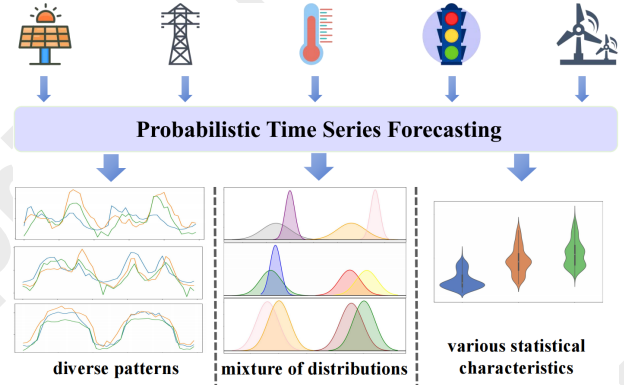 Probabilistic Time Series Forecasting
diverse patterns
mixture of distributions
various statistical
characteristics